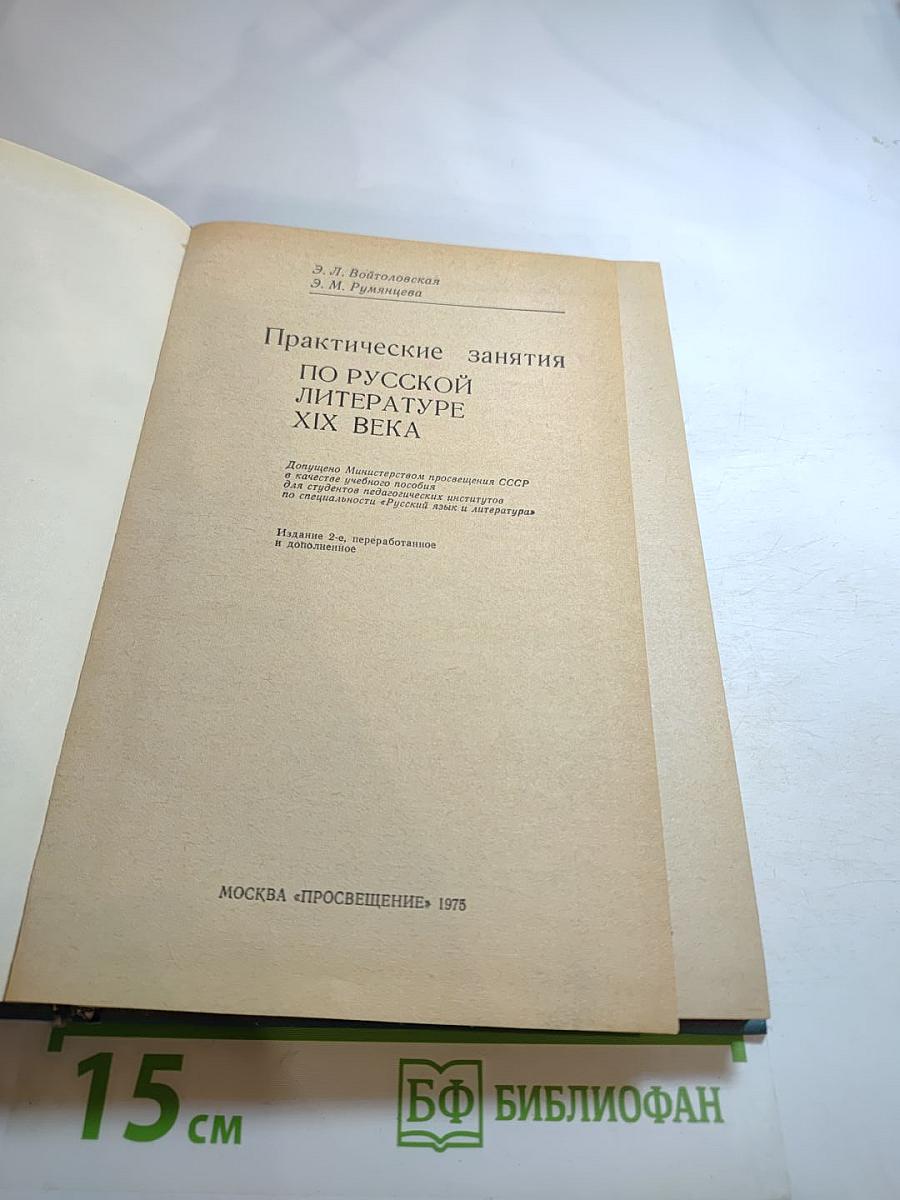 Э. Л. Войтоловская
Э. М. Румянцева
Практические занятия
ПО РУССКОЙ
ЛИТЕРАТУРЕ
XIX ВЕКА
Допущено Министерством просвещения СССР
в качестве учебного пособия
для студентов педагогических институтов
по специальности «Русский язык и литература»
Издание 2-е, переработанное
и дополненное
МОСКВА «ПРОСВЕЩЕНИЕ» 1975
15 см
БФ БИБЛИОФАН